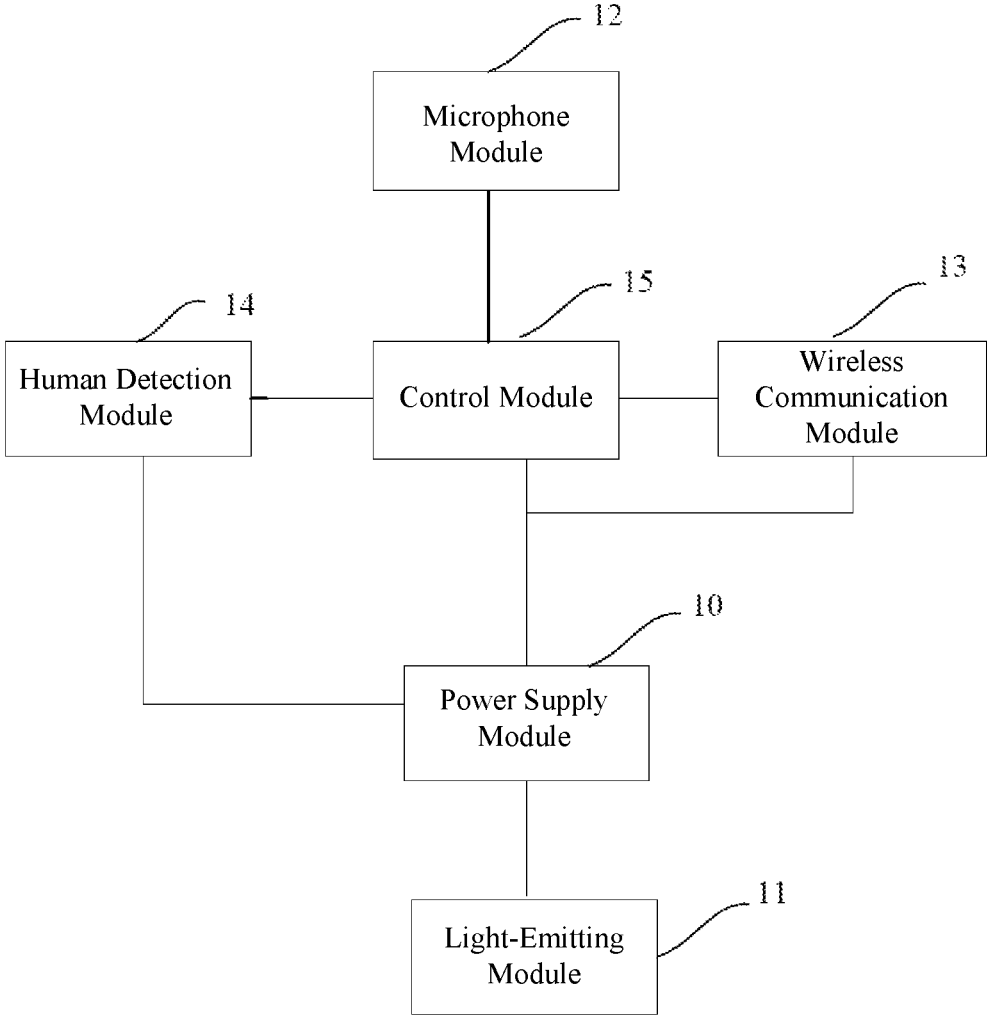 12
Microphone
Module
15
13
14
Human Detection
Module
Control Module
Wireless
Communication
Module
10
Power Supply
Module
11
Light-Emitting
Module